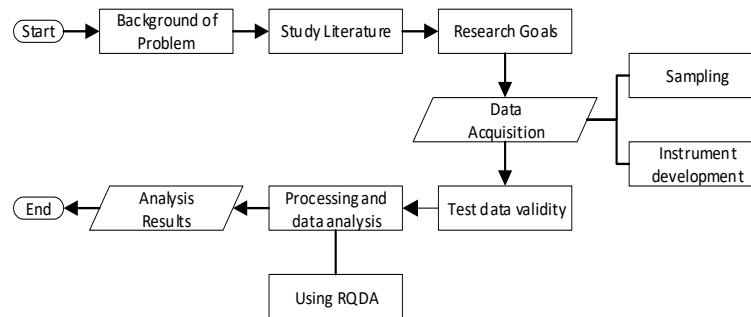 Start
Background of
Problem
Study Literature
Research Goals
Data
Acquisition
Sampling
Instrument
development
Test data validity
Processing and
data analysis
Using RQDA
Analysis
Results
End